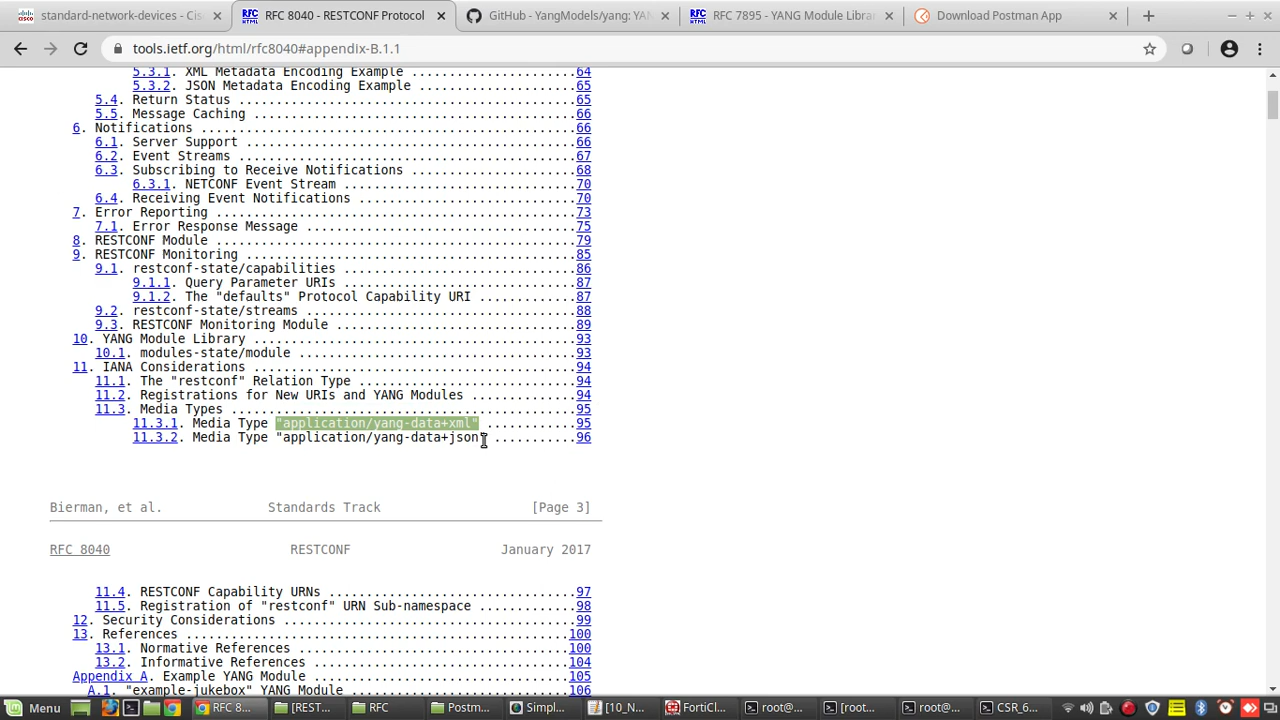 standard-network-devices - Cis
RFC 8040 - RESTCONF Protocol
GitHub - YangModels/yang: YA
RFC 7895 - YANG Module Librar
Download Postman App
tools.ietf.org/html/rfc8040#appendix-B.1.1
5.3.1. XML Metadata Encoding Example ......................64
5.3.2. JSON Metadata Encoding Example .....................65
5.4. Return Status .............................................65
5.5. Message Caching ...........................................66
6. Notifications ..................................................66
6.1. Server Support ............................................66
6.2. Event Streams .............................................67
6.3. Subscribing to Receive Notifications ......................68
6.3.1. NETCONF Event Stream ...............................70
6.4. Receiving Event Notifications .............................70
7. Error Reporting ................................................73
7.1. Error Response Message ....................................75
8. RESTCONF Module ................................................79
9. RESTCONF Monitoring ............................................85
9.1. restconf-state/capabilities ...............................86
9.1.1. Query Parameter URIs ...............................87
9.1.2. The "defaults" Protocol Capability URI .............87
9.2. restconf-state/streams ....................................88
9.3. RESTCONF Monitoring Module ................................89
10. YANG Module Library ...........................................93
10.1. modules-state/module .....................................93
11. IANA Considerations ...........................................94
11.1. The "restconf" Relation Type .............................94
11.2. Registrations for New URIs and YANG Modules ..............94
11.3. Media Types ..............................................95
11.3.1. Media Type "application/yang-data+xml" ............95
11.3.2. Media Type "application/yang-data+json" ...........96
Bierman, et al. Standards Track [Page 3]
RFC 8040 RESTCONF January 2017
11.4. RESTCONF Capability URNs .................................97
11.5. Registration of "restconf" URN Sub-namespace .............98
12. Security Considerations .......................................99
13. References ...................................................100
13.1. Normative References ....................................100
13.2. Informative References ..................................104
Appendix A. Example YANG Module ..................................105
A.1. "example-jukebox" YANG Module ..............................106
Menu
RFC 8...
[REST...
RFC
Postm...
Simpl...
[10_N...
FortiCl...
root@...
[root...
root@...
CSR_6...